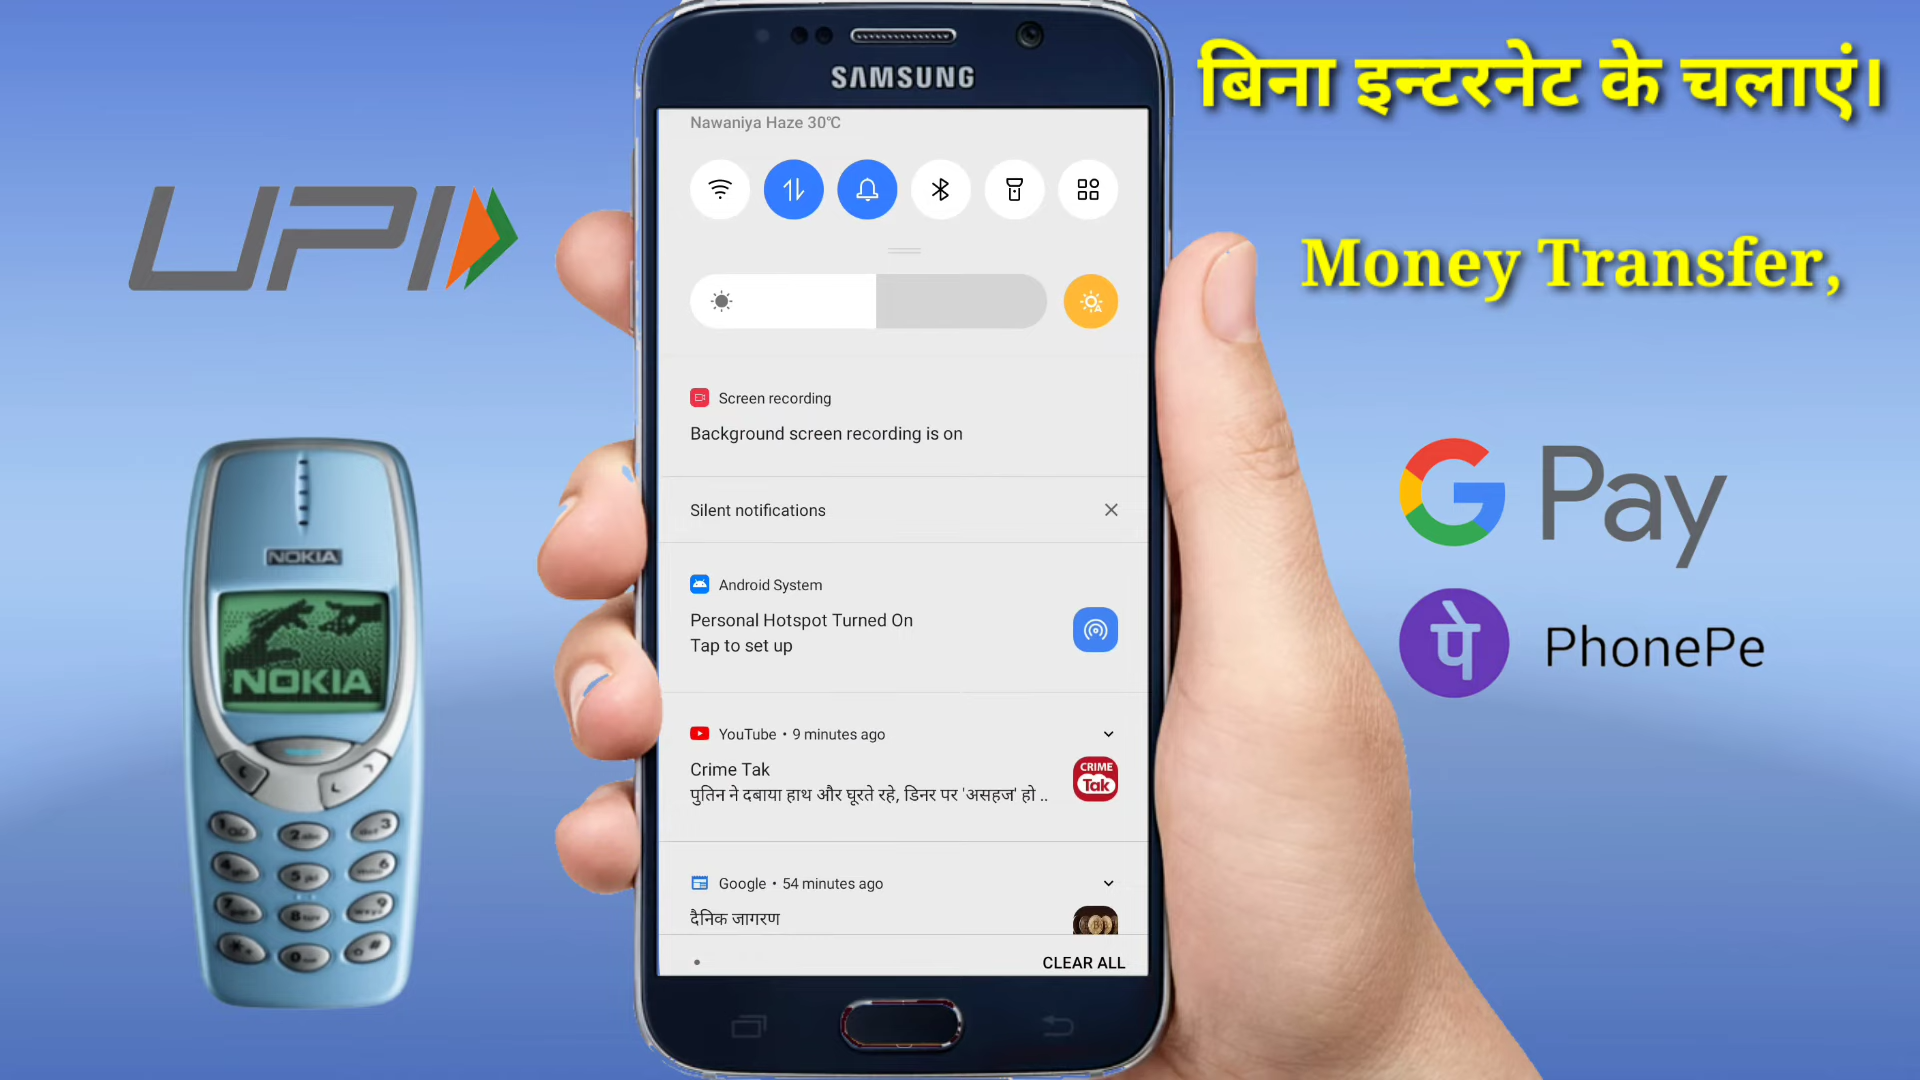 बिना इन्टरनेट के चलाएं।
Money Transfer,
UPI
SAMSUNG
Nawaniya Haze 30℃
Screen recording
Background screen recording is on
Silent notifications
Android System
Personal Hotspot Turned On
Tap to set up
YouTube • 9 minutes ago
Crime Tak
पुतिन ने दबाया हाथ और घूरते रहे, डिनर पर 'असहज' हो ..
CRIME
Tak
Google • 54 minutes ago
दैनिक जागरण
CLEAR ALL
G Pay
पे PhonePe
NOKIA
NOKIA